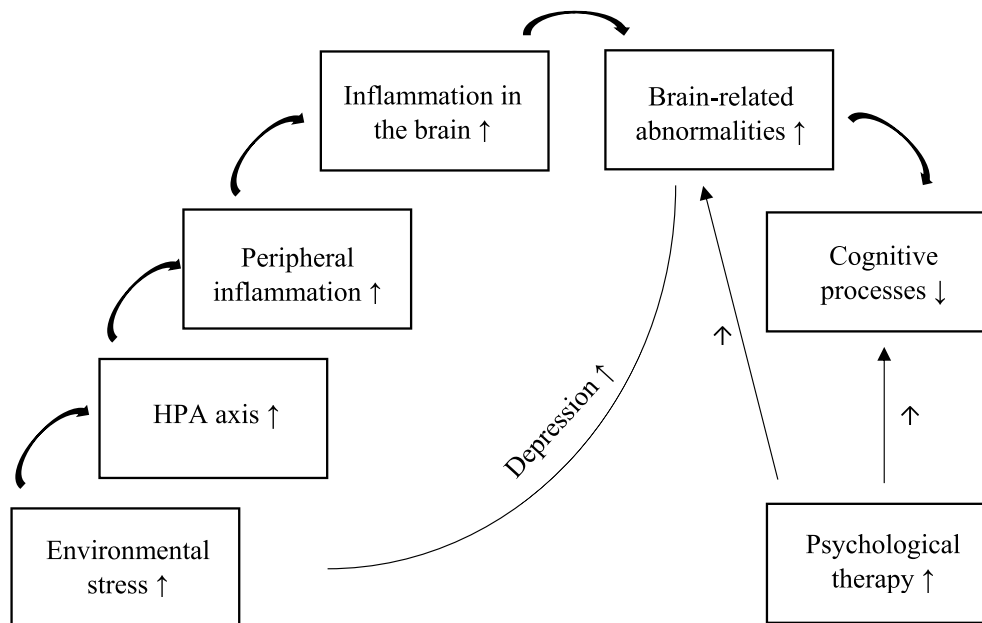 Inflammation in
the brain ↑
Brain-related
abnormalities ↑
Peripheral
inflammation ↑
Cognitive
processes ↓
HPA axis ↑
Depression ↑
↑
↑
Environmental
stress ↑
Psychological
therapy ↑